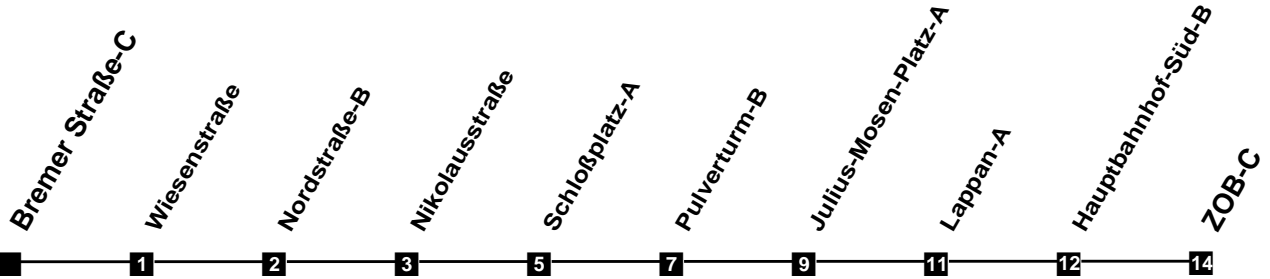 Bremer Straße-C
Wiesenstraße
Nordstraße-B
Nikolausstraße
Schloßplatz-A
Pulverturm-B
Julius-Mosen-Platz-A
Lappan-A
Hauptbahnhof-Süd-B
ZOB-C
1 2 3 5 7 9 11 12 14